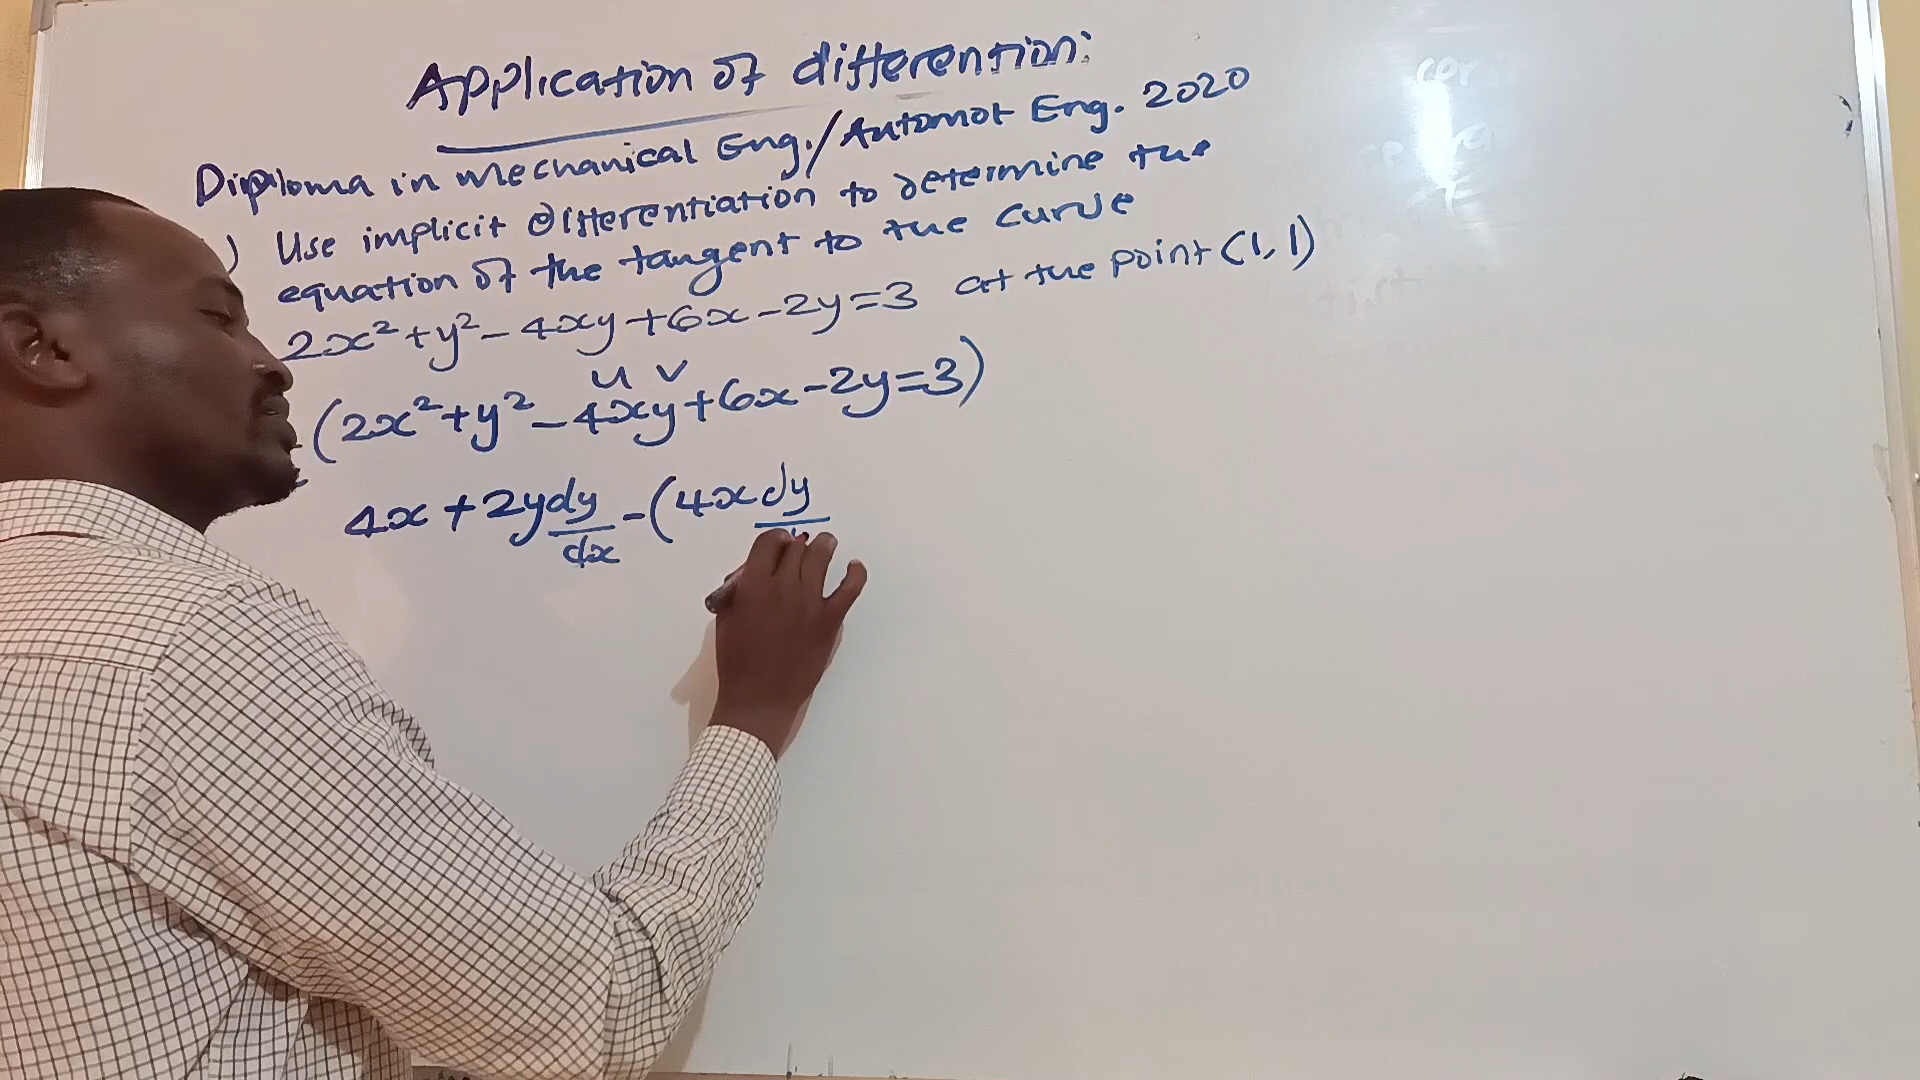 Application of differention:
Diploma in mechanical Eng./Automot Eng. 2020
) Use implicit differentiation to determine the
equation of the tangent to the curve
2x² + y² - 4xy + 6x - 2y = 3 at the point (1, 1)
u v
(2x² + y² - 4xy + 6x - 2y = 3)
4x + 2y dy/dx - (4x dy